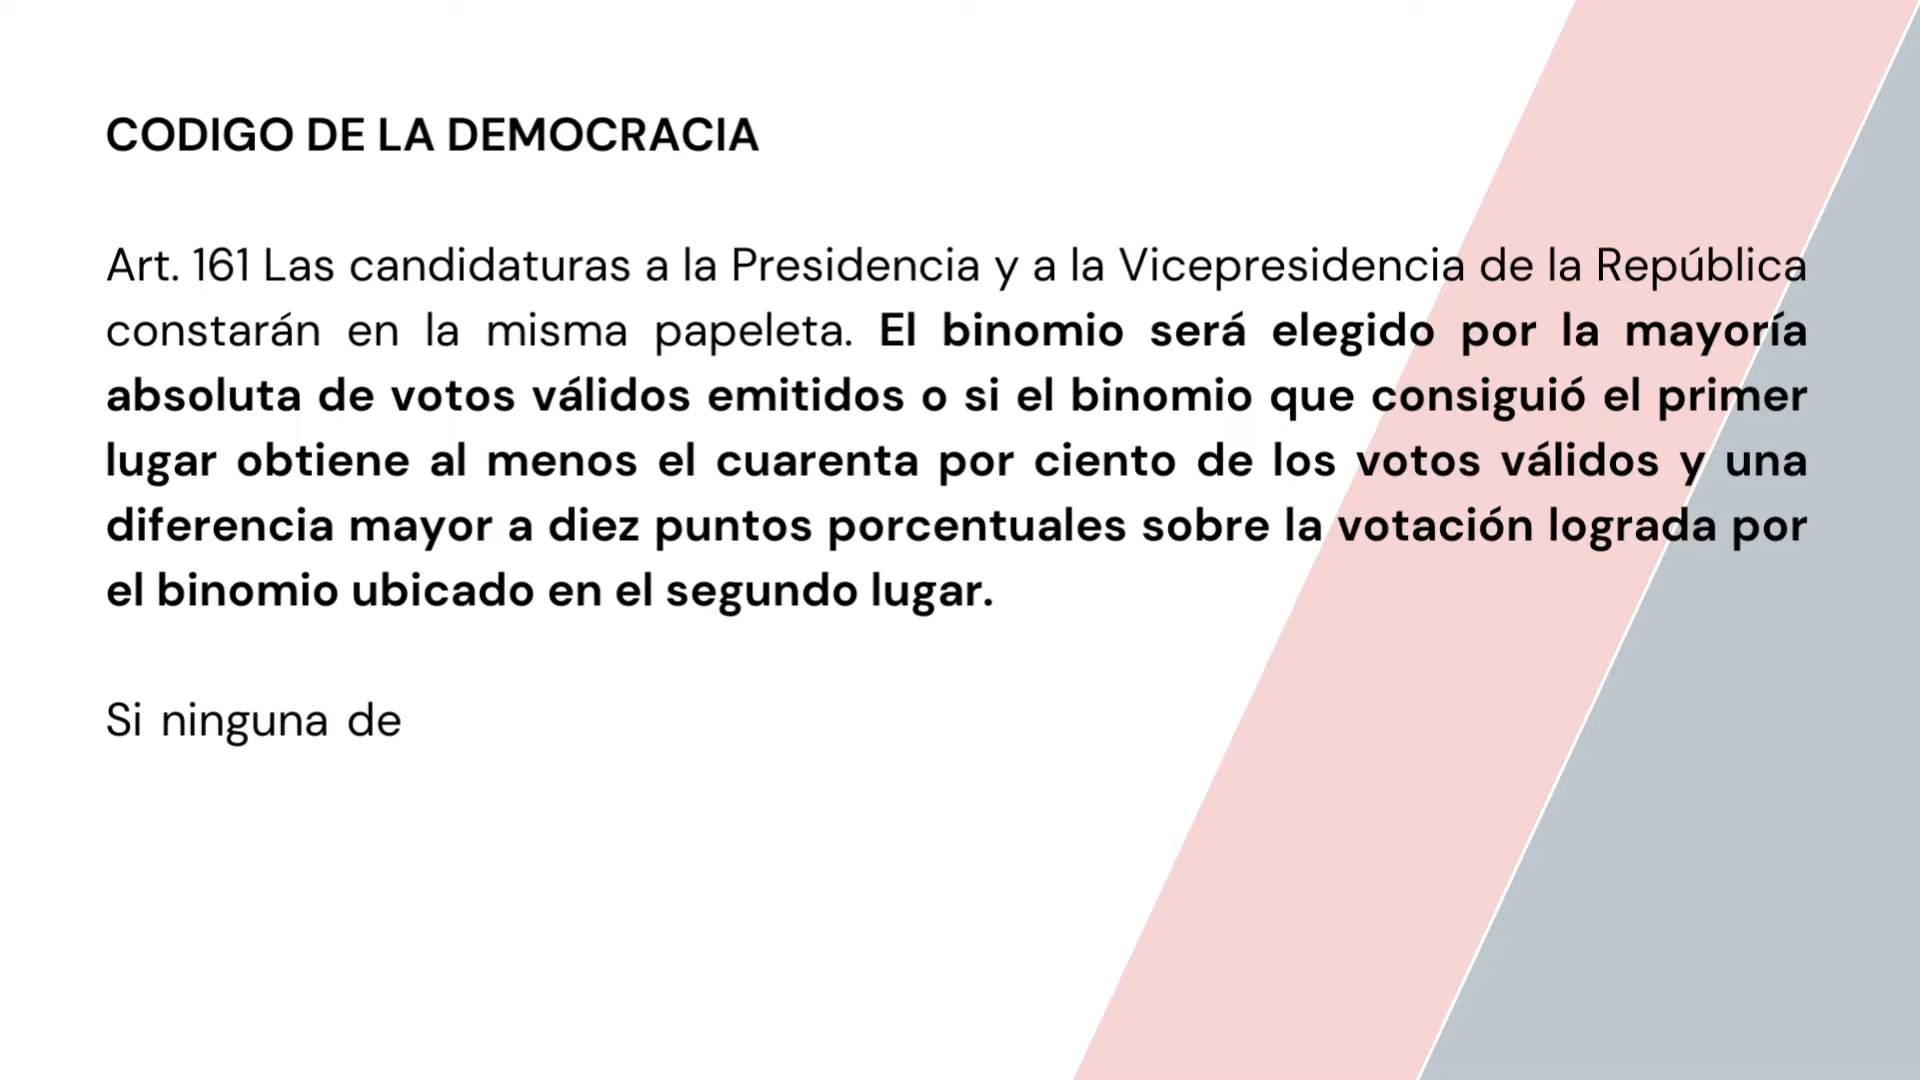 CODIGO DE LA DEMOCRACIA
Art. 161 Las candidaturas a la Presidencia y a la Vicepresidencia de la República
constarán en la misma papeleta. El binomio será elegido por la mayoría
absoluta de votos válidos emitidos o si el binomio que consiguió el primer
lugar obtiene al menos el cuarenta por ciento de los votos válidos y una
diferencia mayor a diez puntos porcentuales sobre la votación lograda por
el binomio ubicado en el segundo lugar.
Si ninguna de